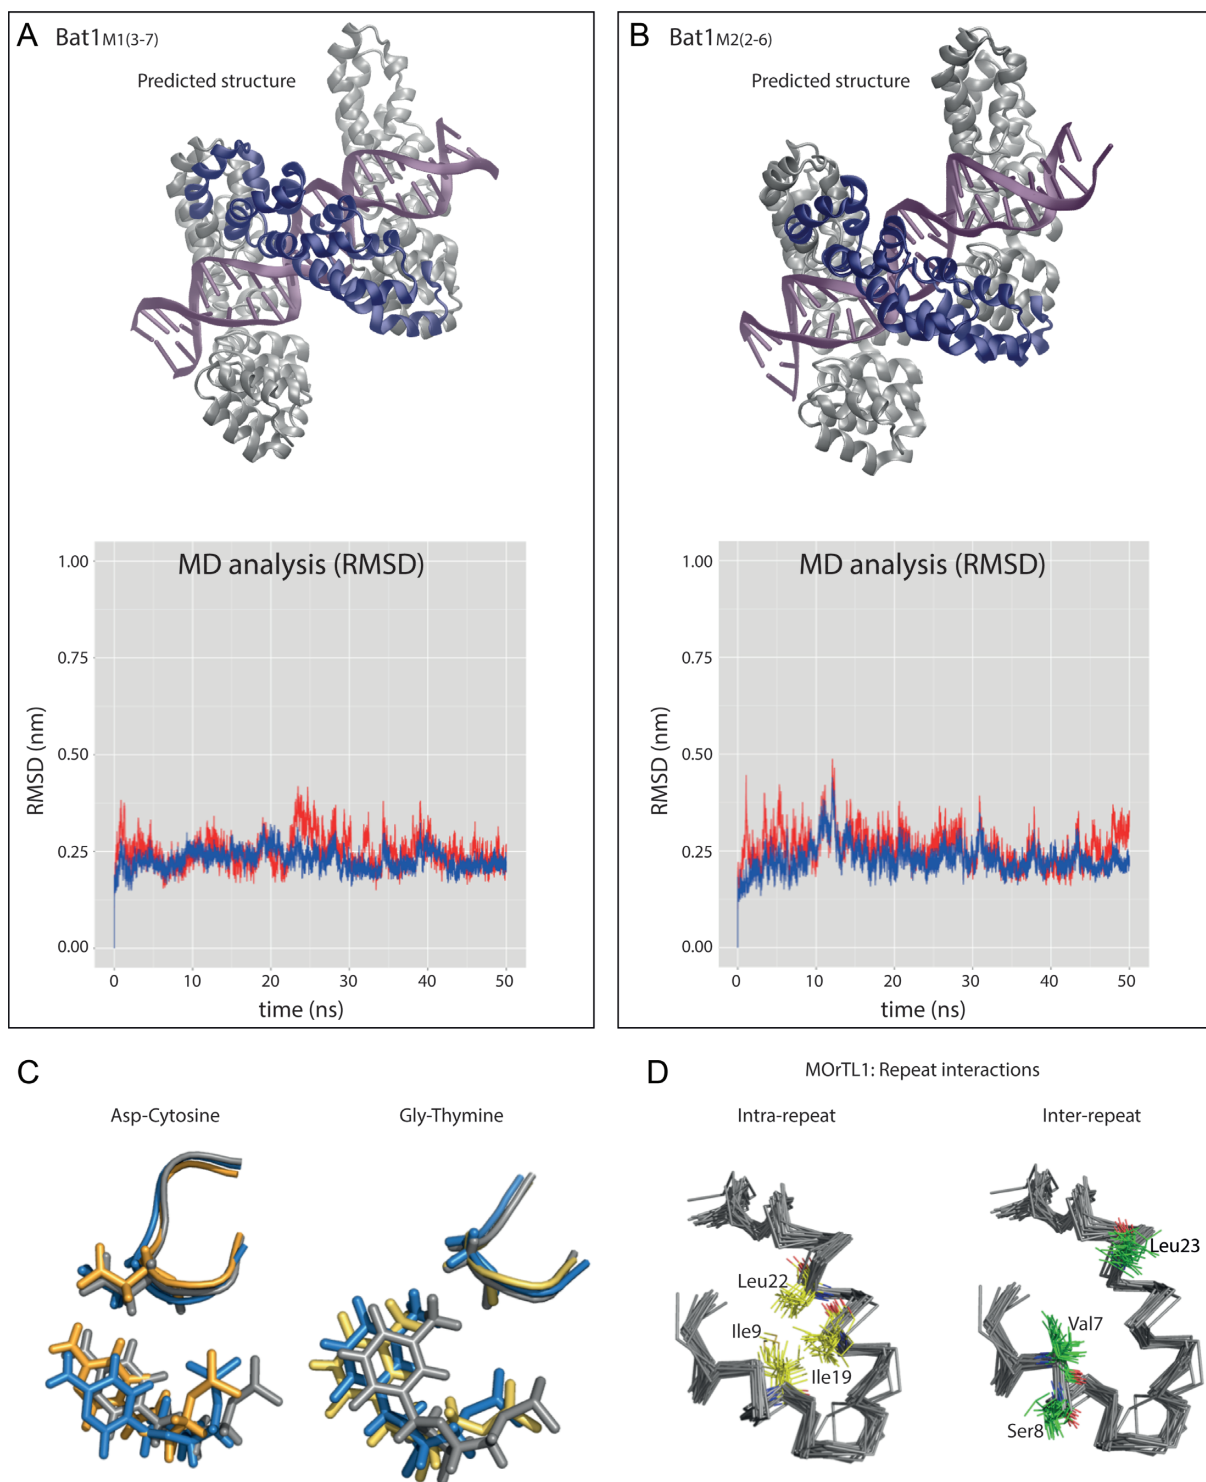 A Bat1M1(3-7)
Predicted structure
MD analysis (RMSD)
1.00
0.75
0.50
0.25
0.00
RMSD (nm)
0 10 20 30 40 50
time (ns)
B Bat1M2(2-6)
Predicted structure
MD analysis (RMSD)
1.00
0.75
0.50
0.25
0.00
RMSD (nm)
0 10 20 30 40 50
time (ns)
C
Asp-Cytosine Gly-Thymine
D MOrTL1: Repeat interactions
Intra-repeat Inter-repeat
Leu22
Ile9
Ile19
Leu23
Val7
Ser8